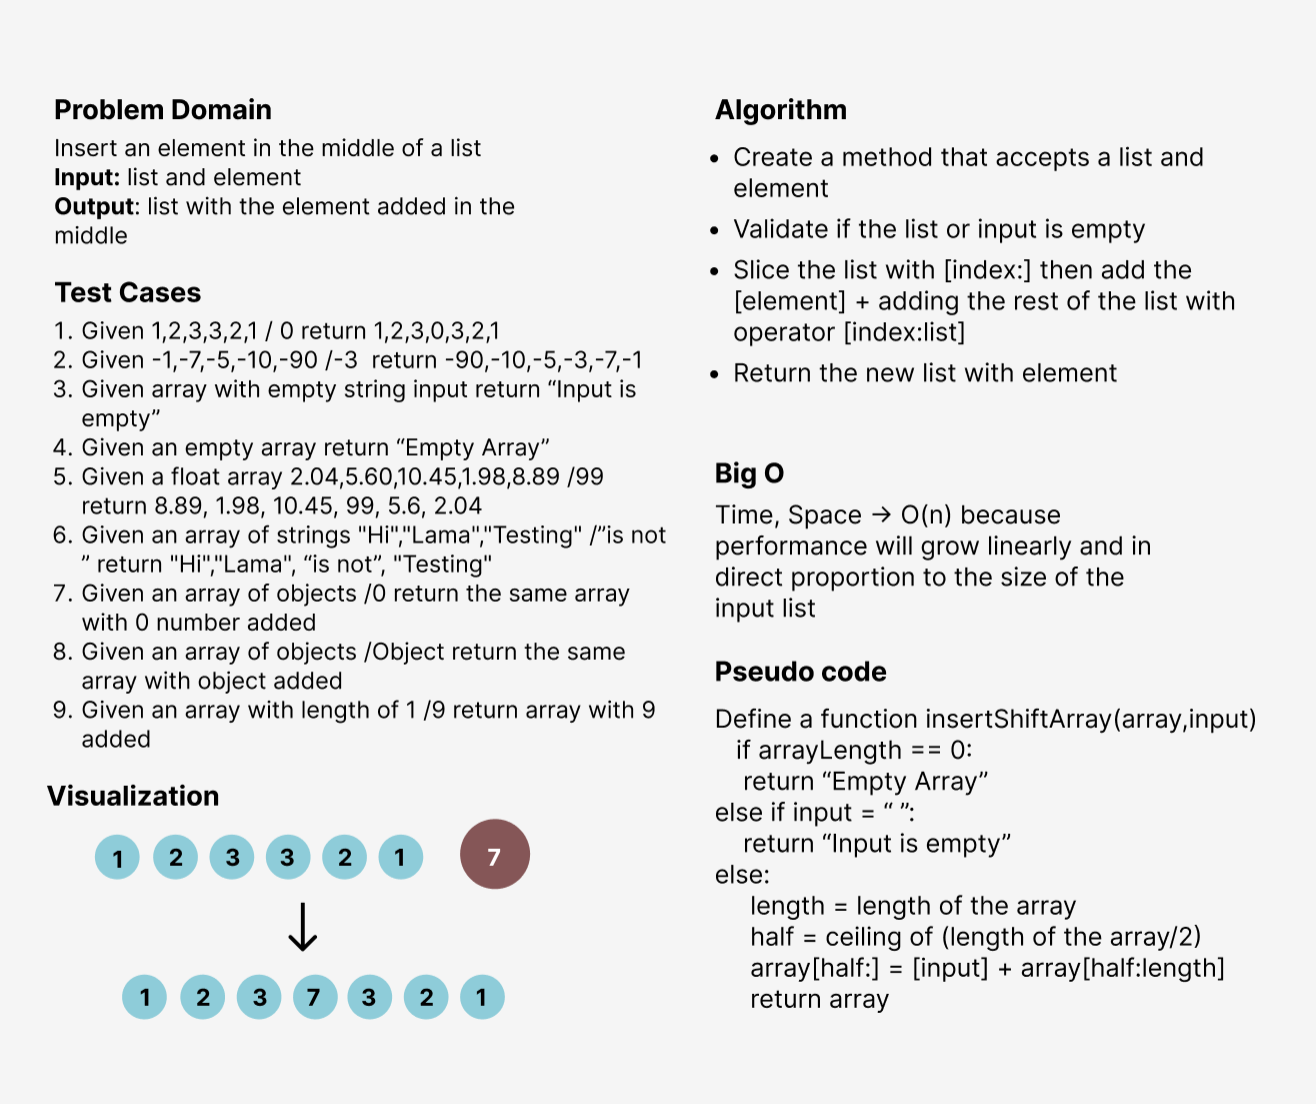 Problem Domain
Insert an element in the middle of a list
Input: list and element
Output: list with the element added in the
middle
Test Cases
1. Given 1,2,3,3,2,1 / 0 return 1,2,3,0,3,2,1
2. Given -1,-7,-5,-10,-90 /-3  return -90,-10,-5,-3,-7,-1
3. Given array with empty string input return “Input is
empty”
4. Given an empty array return “Empty Array”
5. Given a float array 2.04,5.60,10.45,1.98,8.89 /99
return 8.89, 1.98, 10.45, 99, 5.6, 2.04
6. Given an array of strings "Hi","Lama","Testing" /”is not
” return "Hi","Lama", “is not”, "Testing"
7. Given an array of objects /0 return the same array
with 0 number added
8. Given an array of objects /Object return the same
array with object added
9. Given an array with length of 1 /9 return array with 9
added
Visualization
1 2 3 3 2 1 7
1 2 3 7 3 2 1
Algorithm
• Create a method that accepts a list and
element
• Validate if the list or input is empty
• Slice the list with [index:] then add the
[element] + adding the rest of the list with
operator [index:list]
• Return the new list with element
Big O
Time, Space → O(n) because
performance will grow linearly and in
direct proportion to the size of the
input list
Pseudo code
Define a function insertShiftArray(array,input)
if arrayLength == 0:
return “Empty Array”
else if input = “ ”:
return “Input is empty”
else:
length = length of the array
half = ceiling of (length of the array/2)
array[half:] = [input] + array[half:length]
return array